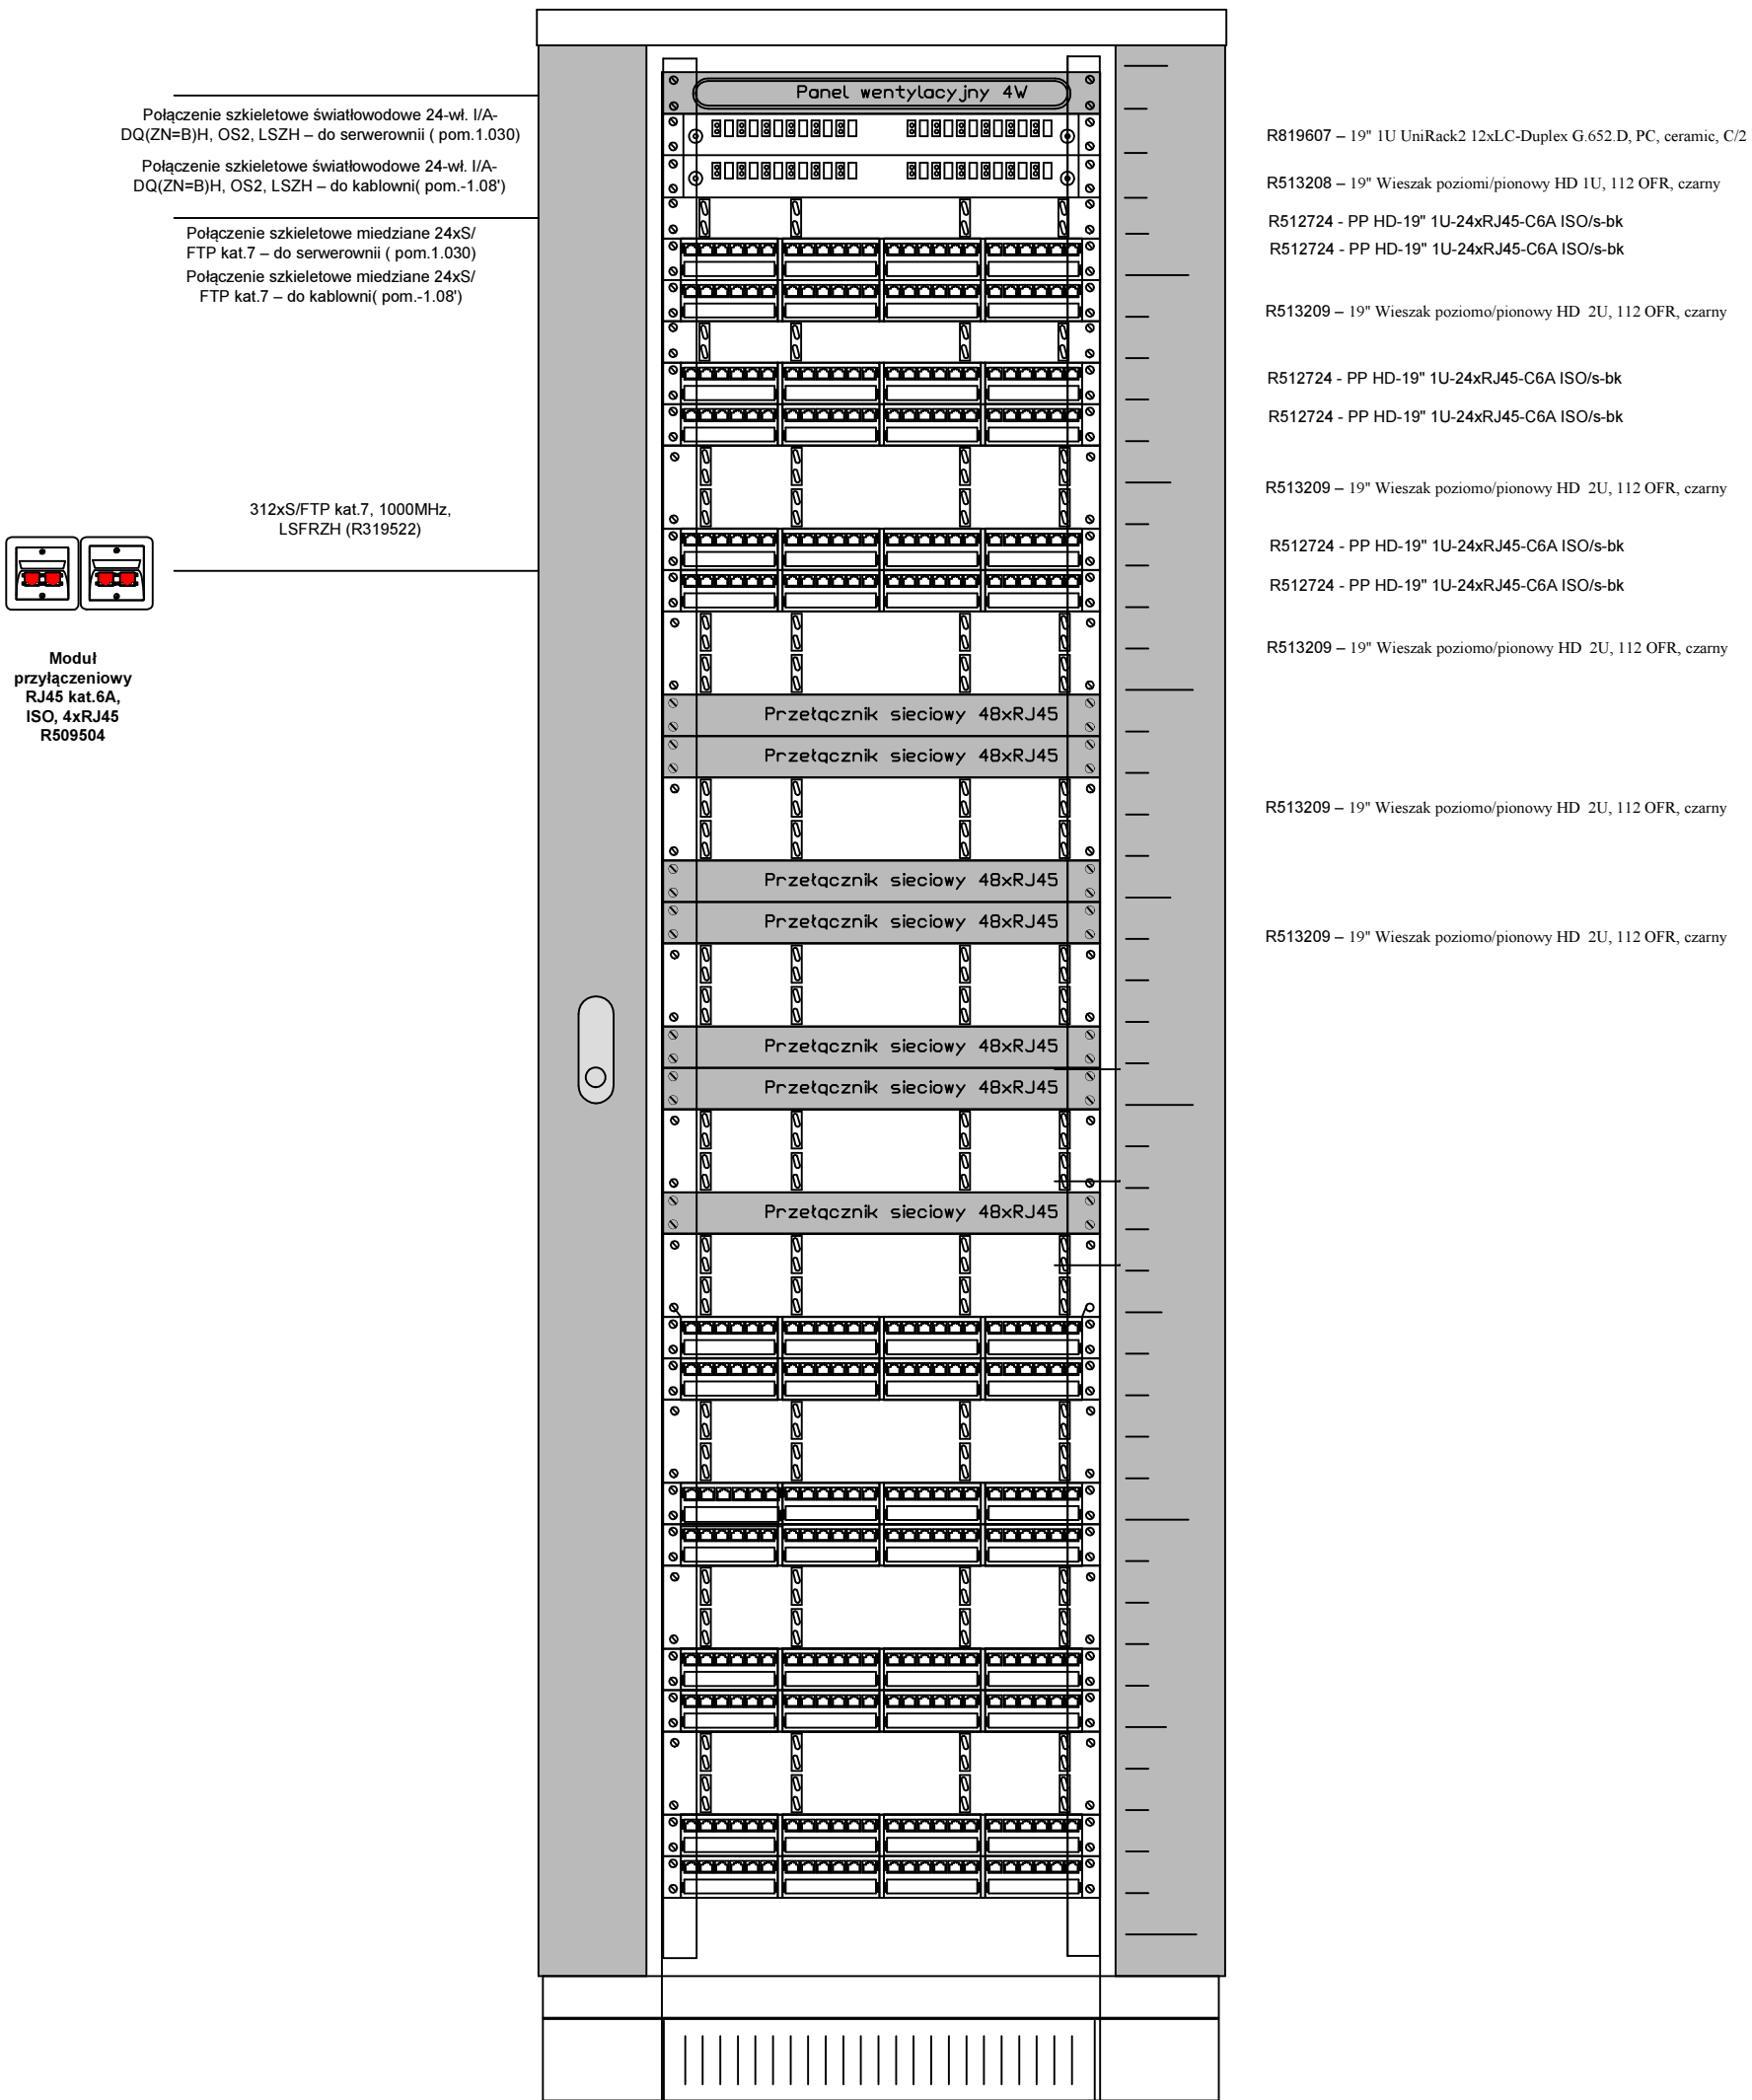 Panel wentylacyjny 4W
Połączenie szkieletowe światłowodowe 24-wł. I/A-
DQ(ZN=B)H, OS2, LSZH – do serwerownii ( pom.1.030)
Połączenie szkieletowe światłowodowe 24-wł. I/A-
DQ(ZN=B)H, OS2, LSZH – do kablowni( pom.-1.08')
Połączenie szkieletowe miedziane 24xS/
FTP kat.7 – do serwerownii ( pom.1.030)
Połączenie szkieletowe miedziane 24xS/
FTP kat.7 – do kablowni( pom.-1.08')
312xS/FTP kat.7, 1000MHz,
LSFRZH (R319522)
Moduł
przyłączeniowy
RJ45 kat.6A,
ISO, 4xRJ45
R509504
Przełącznik sieciowy 48xRJ45
Przełącznik sieciowy 48xRJ45
Przełącznik sieciowy 48xRJ45
Przełącznik sieciowy 48xRJ45
Przełącznik sieciowy 48xRJ45
Przełącznik sieciowy 48xRJ45
Przełącznik sieciowy 48xRJ45
R819607 – 19" 1U UniRack2 12xLC-Duplex G.652.D, PC, ceramic, C/2
R513208 – 19" Wieszak poziomi/pionowy HD 1U, 112 OFR, czarny
R512724 - PP HD-19" 1U-24xRJ45-C6A ISO/s-bk
R512724 - PP HD-19" 1U-24xRJ45-C6A ISO/s-bk
R513209 – 19" Wieszak poziomo/pionowy HD 2U, 112 OFR, czarny
R512724 - PP HD-19" 1U-24xRJ45-C6A ISO/s-bk
R512724 - PP HD-19" 1U-24xRJ45-C6A ISO/s-bk
R513209 – 19" Wieszak poziomo/pionowy HD 2U, 112 OFR, czarny
R512724 - PP HD-19" 1U-24xRJ45-C6A ISO/s-bk
R512724 - PP HD-19" 1U-24xRJ45-C6A ISO/s-bk
R513209 – 19" Wieszak poziomo/pionowy HD 2U, 112 OFR, czarny
R513209 – 19" Wieszak poziomo/pionowy HD 2U, 112 OFR, czarny
R513209 – 19" Wieszak poziomo/pionowy HD 2U, 112 OFR, czarny